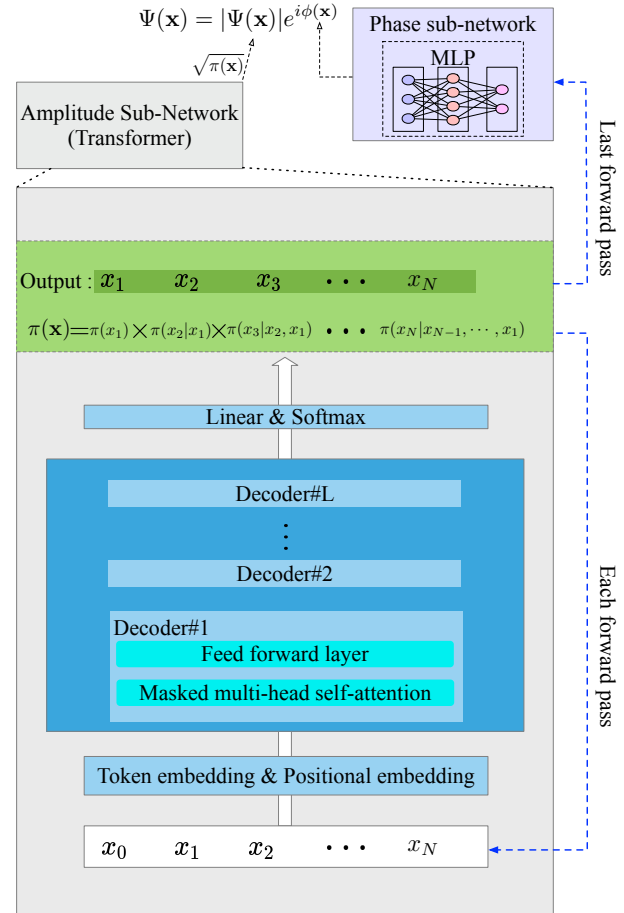 Ψ(x) = |Ψ(x)|e^{iϕ(x)}
√π(x)
Phase sub-network
MLP
Amplitude Sub-Network
(Transformer)
Last forward pass
Output : x_1 x_2 x_3 • • • x_N
π(x)=π(x_1)×π(x_2|x_1)×π(x_3|x_2, x_1) • • • π(x_N|x_{N−1}, ⋯ , x_1)
Linear & Softmax
Decoder#L
⋮
Decoder#2
Decoder#1
Feed forward layer
Masked multi-head self-attention
Each forward pass
Token embedding & Positional embedding
x_0 x_1 x_2 • • • x_N